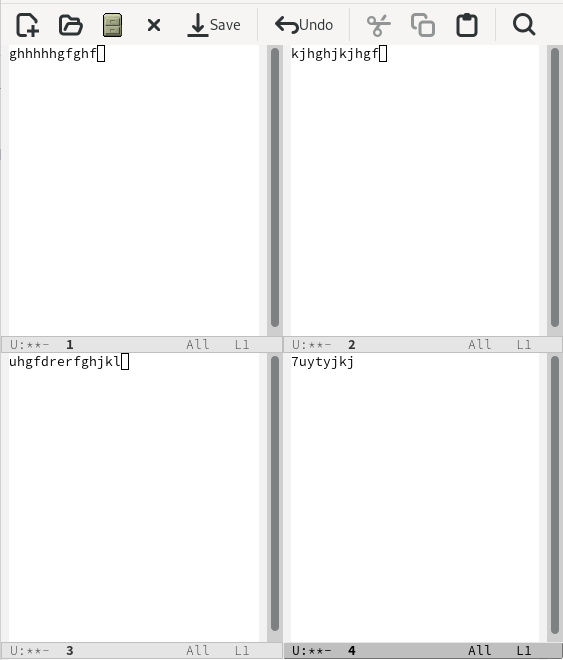 Save Undo
ghhhhhgfghf
kjhghjkjhgf
U:**- 1 All L1
U:**- 2 All L1
uhgfdrerfghjkl
7uytyjkj
U:**- 3 All L1
U:**- 4 All L1